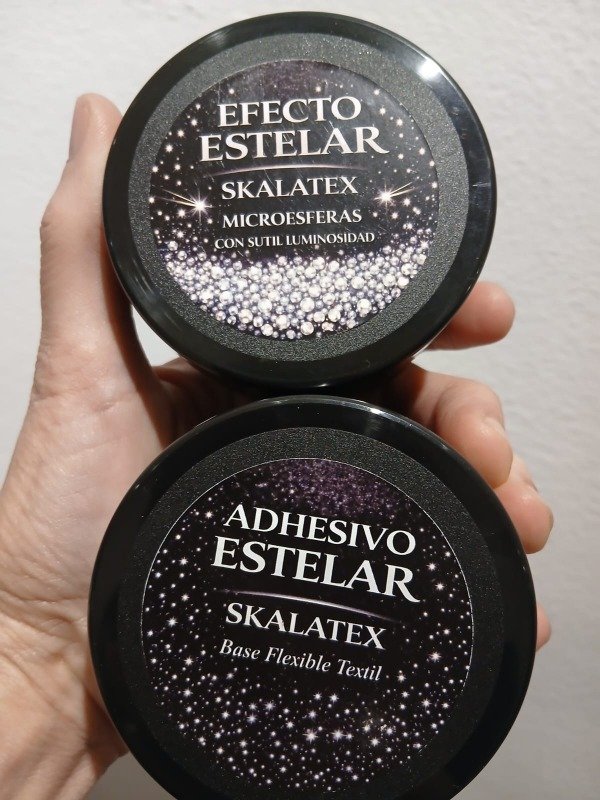 EFECTO
ESTELAR
SKALATEX
MICROESFERAS
CON SUTIL LUMINOSIDAD
ADHESIVO
ESTELAR
SKALATEX
Base Flexible Textil